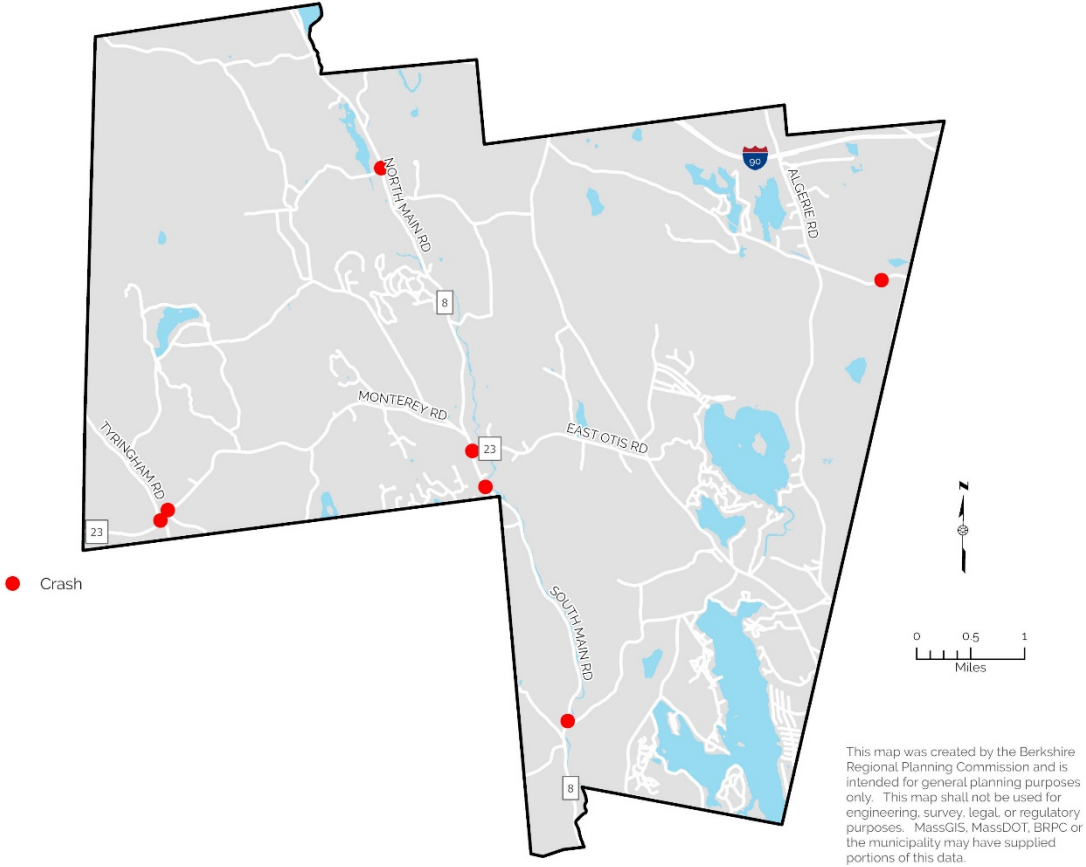 90
ALGERIE RD
NORTH MAIN RD
8
MONTEREY RD
EAST OTIS RD
23
TYRINGHAM RD
23
Crash
SOUTH MAIN RD
8
N
0 0.5 1
Miles
This map was created by the Berkshire
Regional Planning Commission and is
intended for general planning purposes
only. This map shall not be used for
engineering, survey, legal, or regulatory
purposes. MassGIS, MassDOT, BRPC or
the municipality may have supplied
portions of this data.